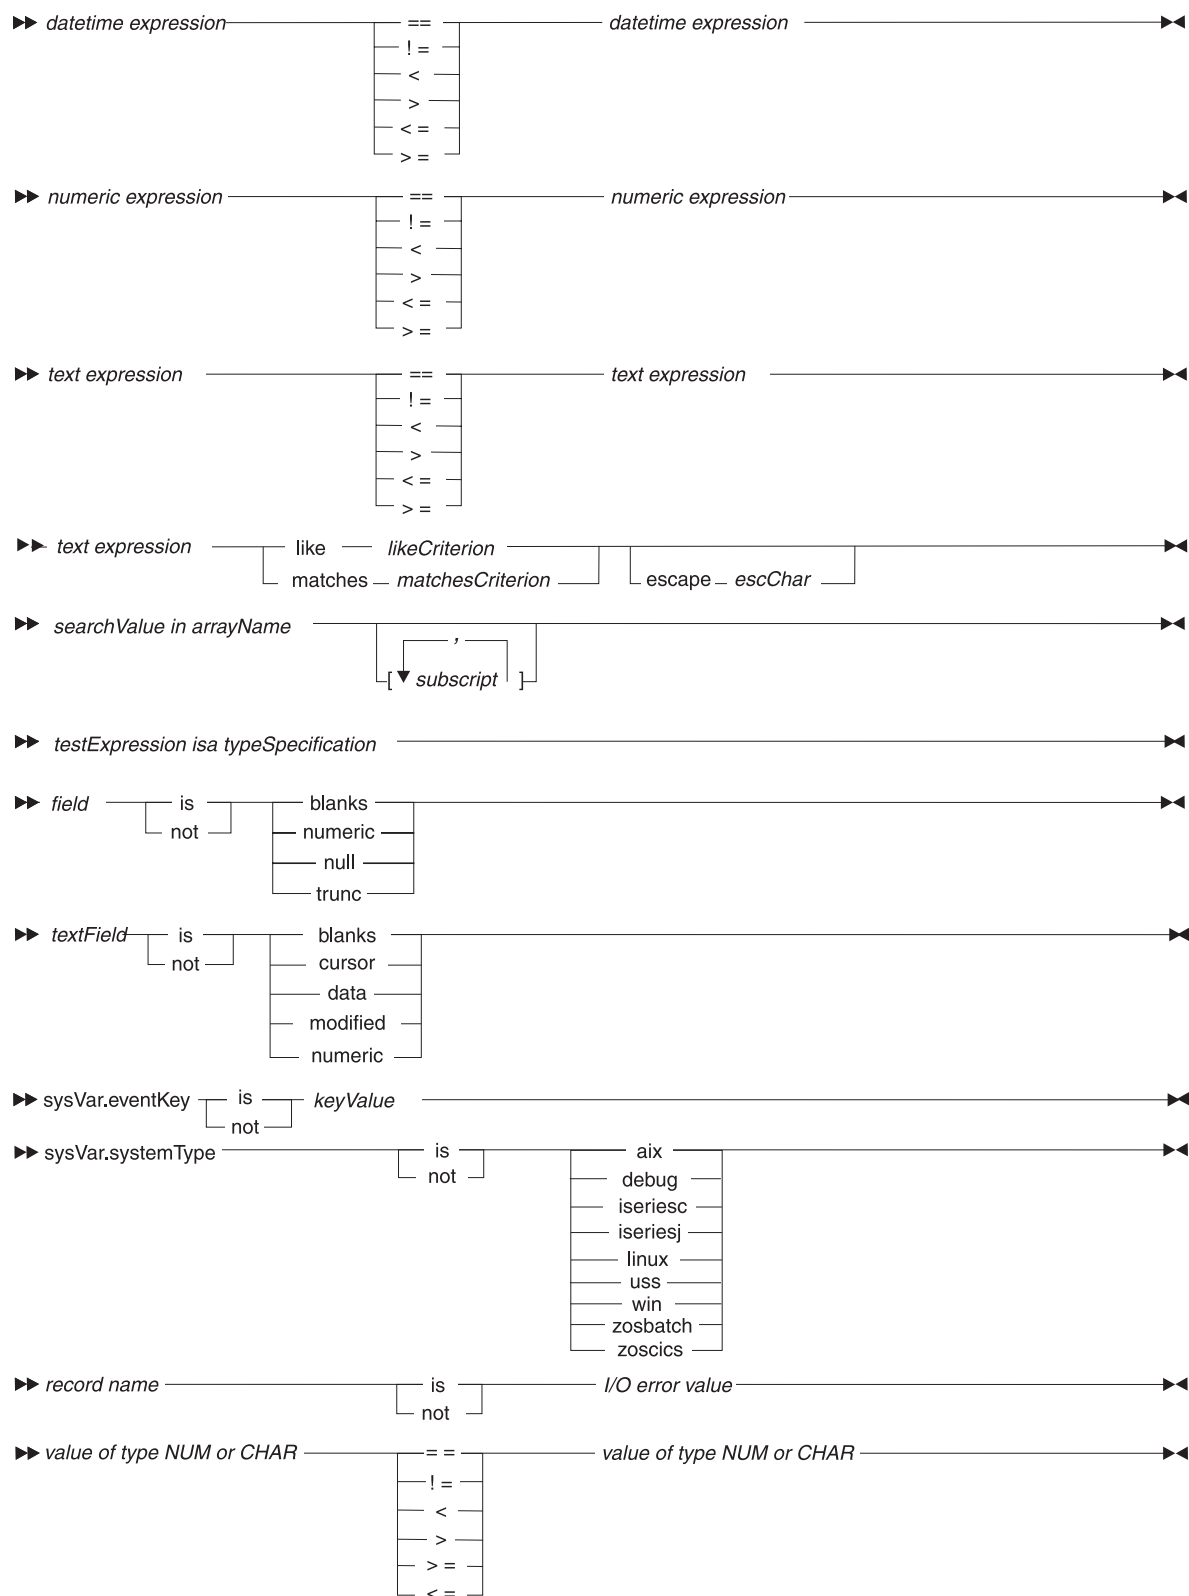 datetime expression == datetime expression
! =
<
>
< =
> =
numeric expression == numeric expression
! =
<
>
< =
> =
text expression == text expression
! =
<
>
< =
> =
text expression like likeCriterion
matches matchesCriterion escape escChar
searchValue in arrayName
,
[ subscript ]
testExpression isa typeSpecification
field is blanks
not numeric
null
trunc
textField is blanks
not cursor
data
modified
numeric
sysVar.eventKey is keyValue
not
sysVar.systemType is aix
not debug
iseriesc
iseriesj
linux
uss
win
zosbatch
zoscics
record name is I/O error value
not
value of type NUM or CHAR = = value of type NUM or CHAR
! =
<
>
> =
< =